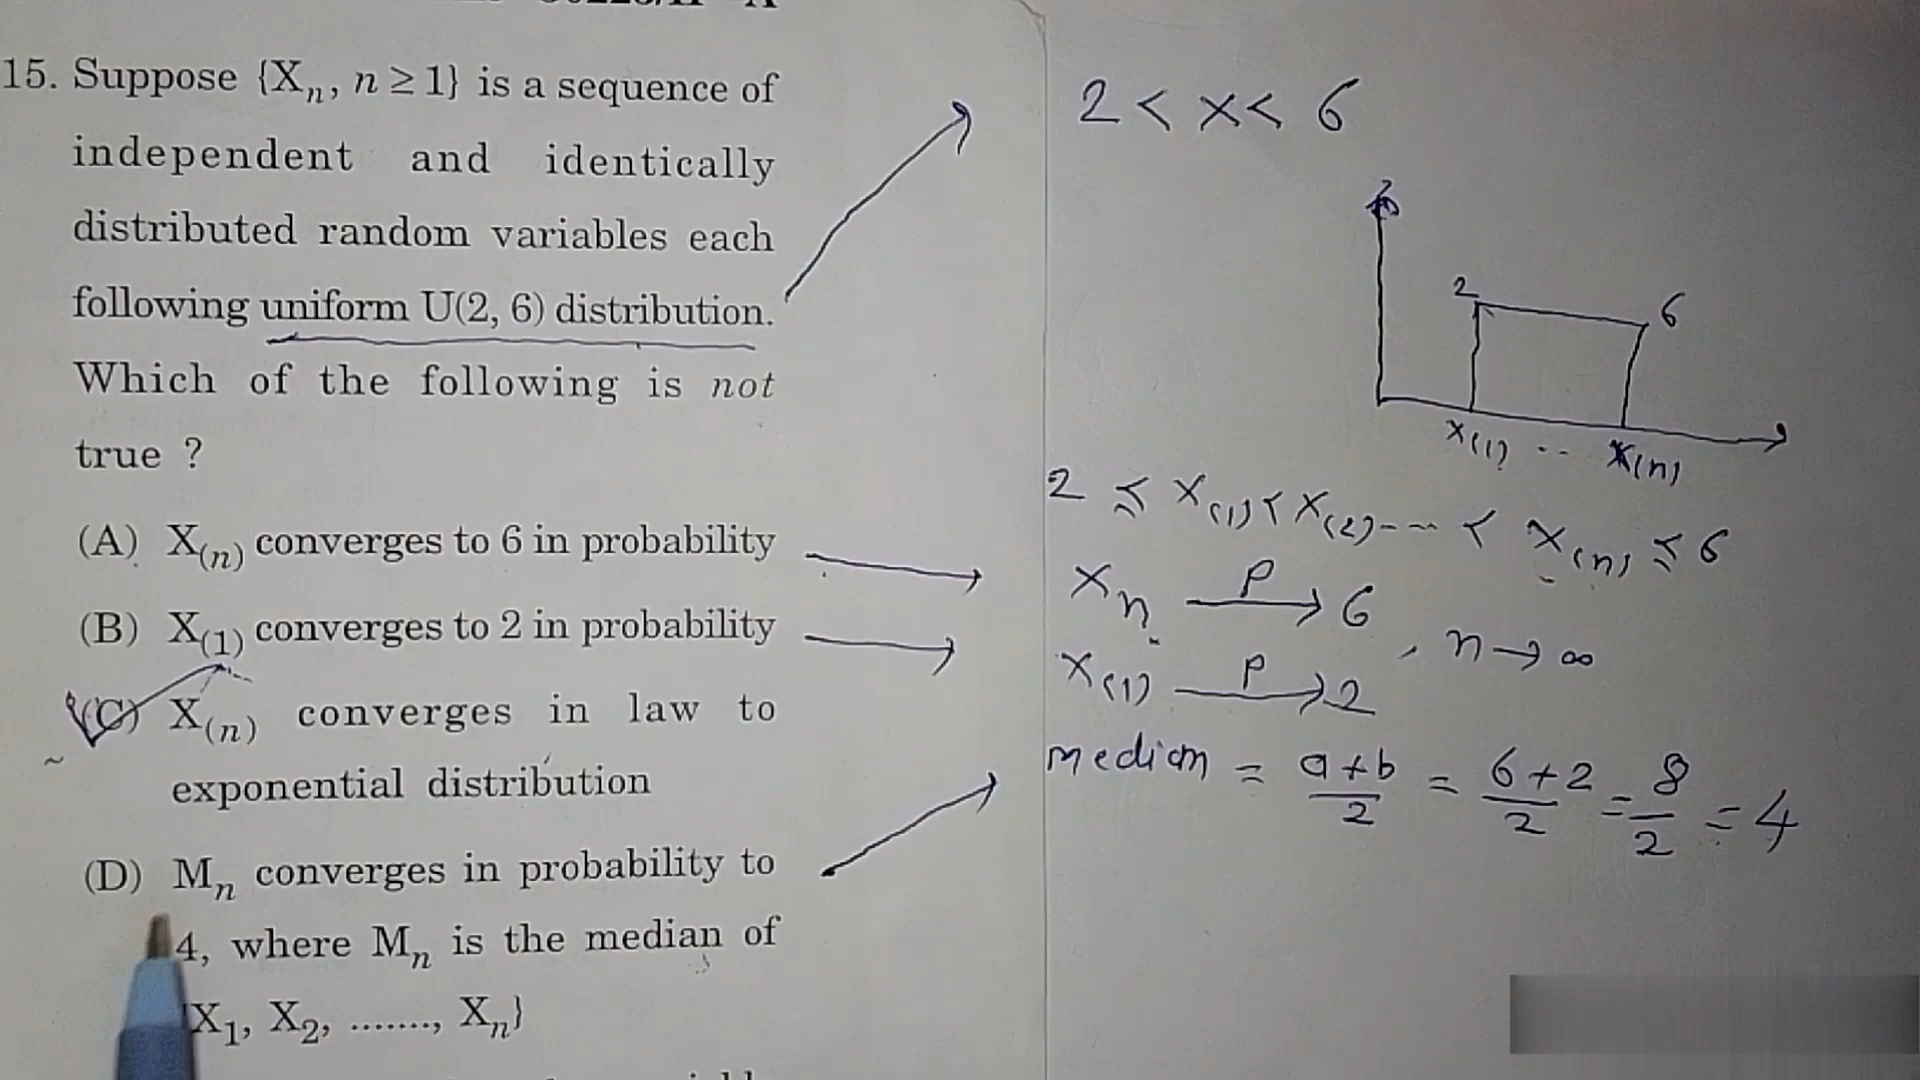 15. Suppose {Xₙ, n ≥ 1} is a sequence of
independent and identically
distributed random variables each
following uniform U(2, 6) distribution.
Which of the following is not
true ?
(A) X₍ₙ₎ converges to 6 in probability
(B) X₍₁₎ converges to 2 in probability
(C) X₍ₙ₎ converges in law to
exponential distribution
(D) Mₙ converges in probability to
4, where Mₙ is the median of
X₁, X₂, ......., Xₙ}
2 < x < 6
2 6
X₍₁₎ .. X₍ₙ₎
2 ≤ X₍₁₎ < X₍₂₎ --- < X₍ₙ₎ ≤ 6
Xₙ —P→ 6
, n → ∞
X₍₁₎ —P→ 2
median = a+b/2 = 6+2/2 = 8/2 = 4